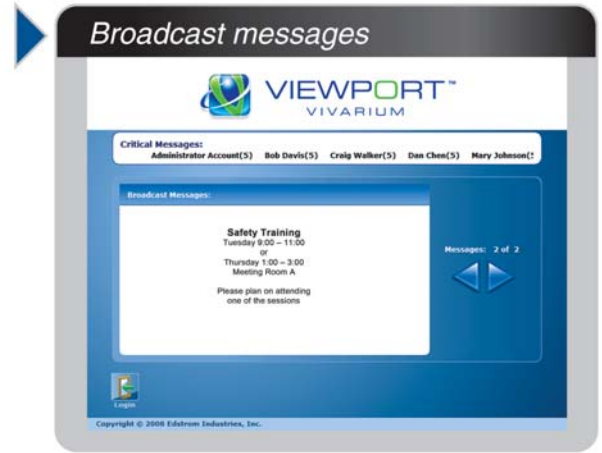 Broadcast messages
VIEWPORT™
VIVARIUM
Critical Messages:
Administrator Account(5) Bob Davis(5) Craig Walker(5) Dan Chen(5) Mary Johnson(5
Broadcast Messages:
Safety Training
Tuesday 9:00 – 11:00
or
Thursday 1:00 – 3:00
Meeting Room A
Please plan on attending
one of the sessions
Messages: 2 of 2
Login
Copyright © 2008 Edstrom Industries, Inc.